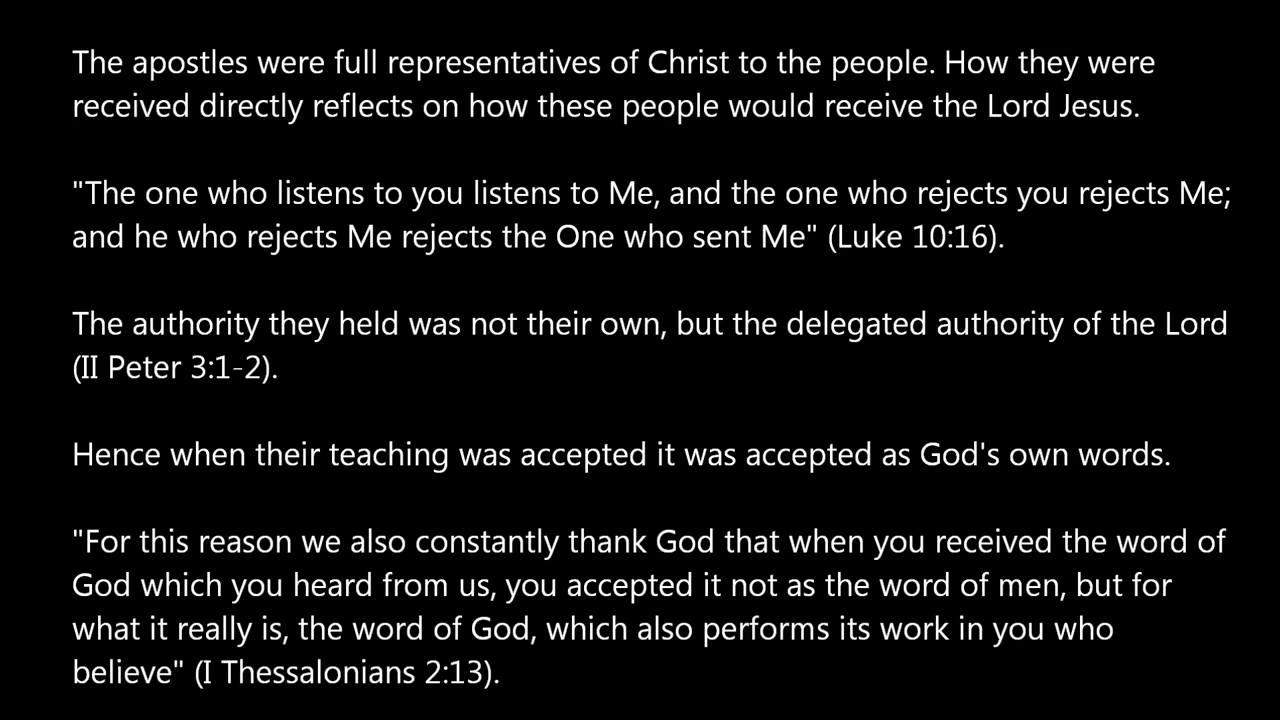 The apostles were full representatives of Christ to the people. How they were
received directly reflects on how these people would receive the Lord Jesus.
"The one who listens to you listens to Me, and the one who rejects you rejects Me;
and he who rejects Me rejects the One who sent Me" (Luke 10:16).
The authority they held was not their own, but the delegated authority of the Lord
(II Peter 3:1-2).
Hence when their teaching was accepted it was accepted as God's own words.
"For this reason we also constantly thank God that when you received the word of
God which you heard from us, you accepted it not as the word of men, but for
what it really is, the word of God, which also performs its work in you who
believe" (I Thessalonians 2:13).